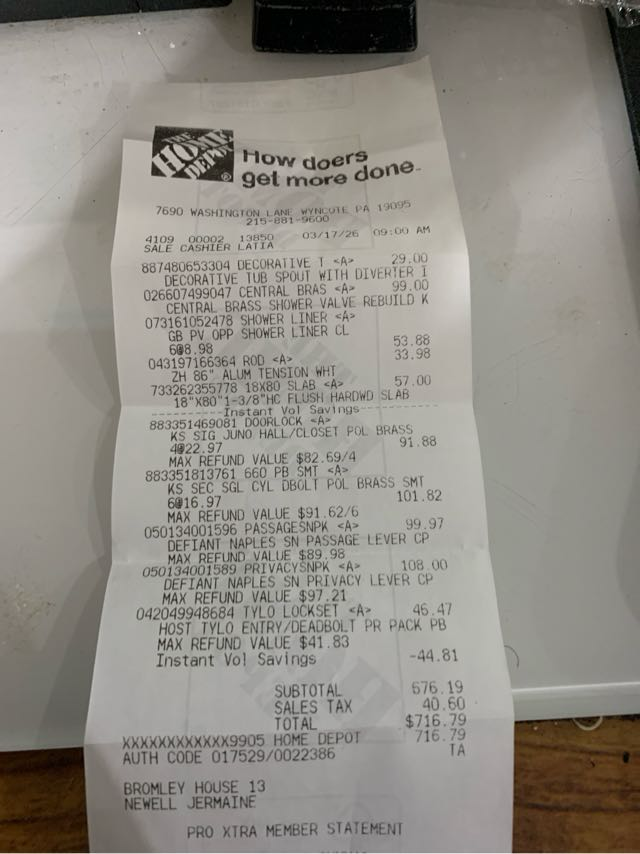 THE HOME DEPOT
How doers
get more done.
7690 WASHINGTON LANE WYNCOTE PA 19095
215-881-9600
4109 00002 13850 03/17/26 09:00 AM
SALE CASHIER LATIA
887480653304 DECORATIVE T <A> 29.00
DECORATIVE TUB SPOUT WITH DIVERTER I
026607499047 CENTRAL BRAS <A> 99.00
CENTRAL BRASS SHOWER VALVE REBUILD K
073161052478 SHOWER LINER <A>
GB PV OPP SHOWER LINER CL
6@8.98 53.88
043197166364 ROD <A> 33.98
ZH 86" ALUM TENSION WHT
733262355778 18X80 SLAB <A> 57.00
18"X80"1-3/8"HC FLUSH HARDWD SLAB
----------Instant Vol Savings-----------
883351469081 DOORLOCK <A>
KS SIG JUNO HALL/CLOSET POL BRASS
4@22.97 91.88
MAX REFUND VALUE $82.69/4
883351813761 660 PB SMT <A>
KS SEC SGL CYL DBOLT POL BRASS SMT
6@16.97 101.82
MAX REFUND VALUE $91.62/6
050134001596 PASSAGESNPK <A> 99.97
DEFIANT NAPLES SN PASSAGE LEVER CP
MAX REFUND VALUE $89.98
050134001589 PRIVACYSNPK <A> 108.00
DEFIANT NAPLES SN PRIVACY LEVER CP
MAX REFUND VALUE $97.21
042049948684 TYLO LOCKSET <A> 46.47
HOST TYLO ENTRY/DEADBOLT PR PACK PB
MAX REFUND VALUE $41.83
Instant Vol Savings -44.81
SUBTOTAL 676.19
SALES TAX 40.60
TOTAL $716.79
XXXXXXXXXXXX9905 HOME DEPOT 716.79
AUTH CODE 017529/0022386 TA
BROMLEY HOUSE 13
NEWELL JERMAINE
PRO XTRA MEMBER STATEMENT